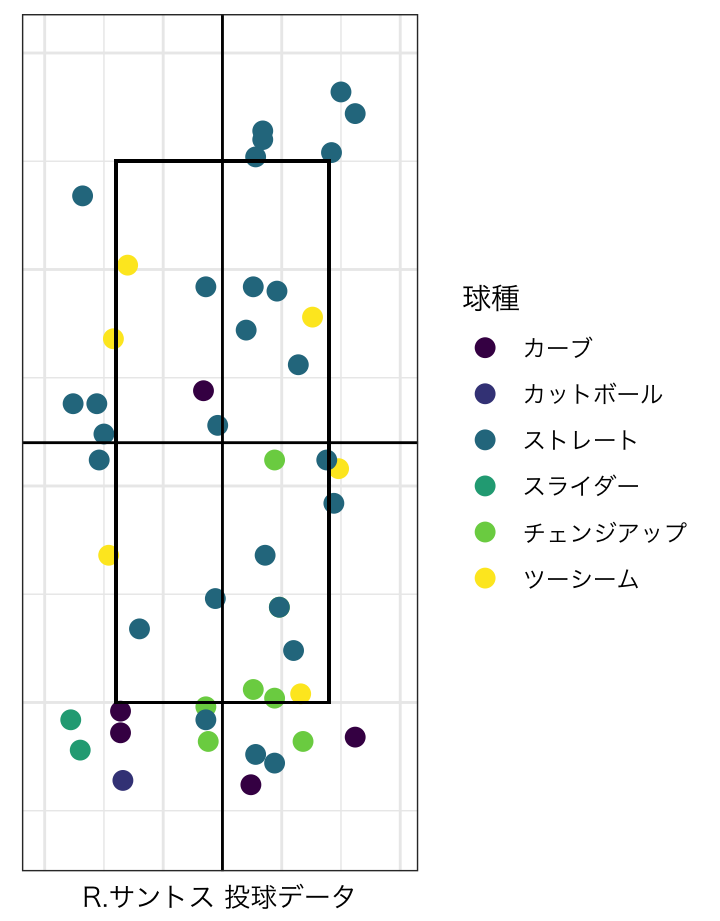 球種
カーブ
カットボール
ストレート
スライダー
チェンジアップ
ツーシーム
R.サントス 投球データ